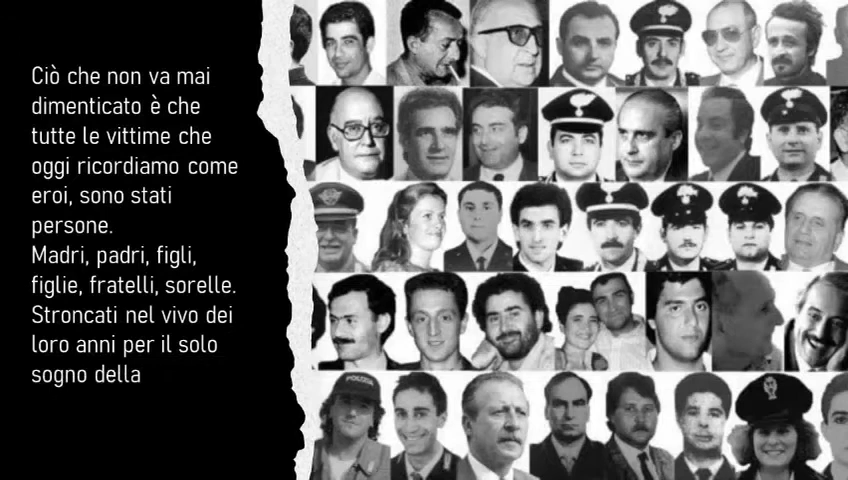 Ciò che non va mai
dimenticato è che
tutte le vittime che
oggi ricordiamo come
eroi, sono stati
persone.
Madri, padri, figli,
figlie, fratelli, sorelle.
Stroncati nel vivo dei
loro anni per il solo
sogno della
POLIZIA